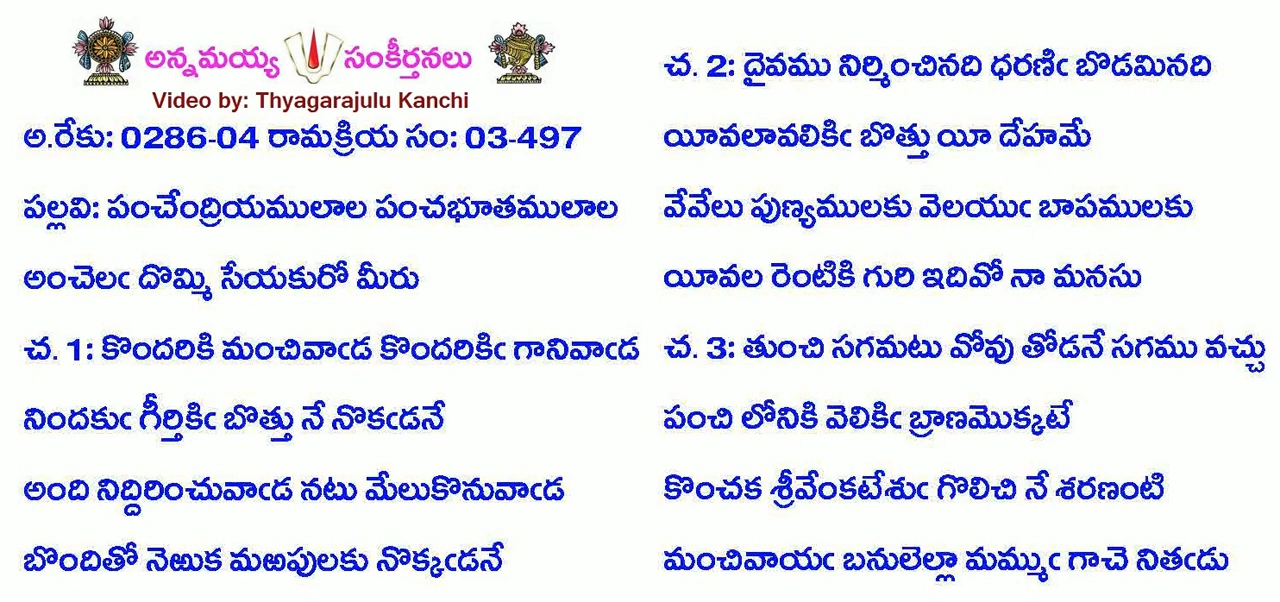 అన్నమయ్య సంకీర్తనలు
Video by: Thyagarajulu Kanchi
అ.రేకు: 0286-04 రామక్రియ సం: 03-497
పల్లవి: పంచేంద్రియములాల పంచభూతములాల
అంచెలఁ దొమ్మి సేయకురో మీరు
చ. 1: కొందరికి మంచివాఁడ కొందరికిఁ గానివాఁడ
నిందకుఁ గీర్తికిఁ బొత్తు నే నొకఁడనే
అంది నిద్దిరించువాఁడ నటు మేలుకొనువాఁడ
బొందితో నెఱుక మఱపులకు నొక్కఁడనే
చ. 2: దైవము నిర్మించినది ధరణిఁ బొడమినది
యీవలావలికిఁ బొత్తు యీ దేహమే
వేవేలు పుణ్యములకు వెలయుఁ బాపములకు
యీవల రెంటికి గురి ఇదివో నా మనసు
చ. 3: తుంచి సగమటు వోవు తోడనే సగము వచ్చు
పంచి లోనికి వెలికిఁ బ్రాణమొక్కటే
కొంచక శ్రీవేంకటేశుఁ గొలిచి నే శరణంటి
మంచివాయఁ బనులెల్లా మమ్ముఁ గాచె నితఁడు